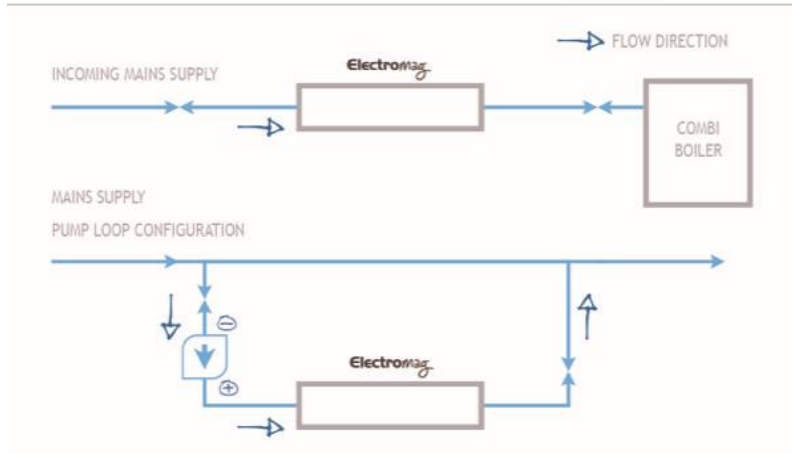 Electromag
FLOW DIRECTION
INCOMING MAINS SUPPLY
COMBI
BOILER
MAINS SUPPLY
PUMP LOOP CONFIGURATION
−
+
Electromag